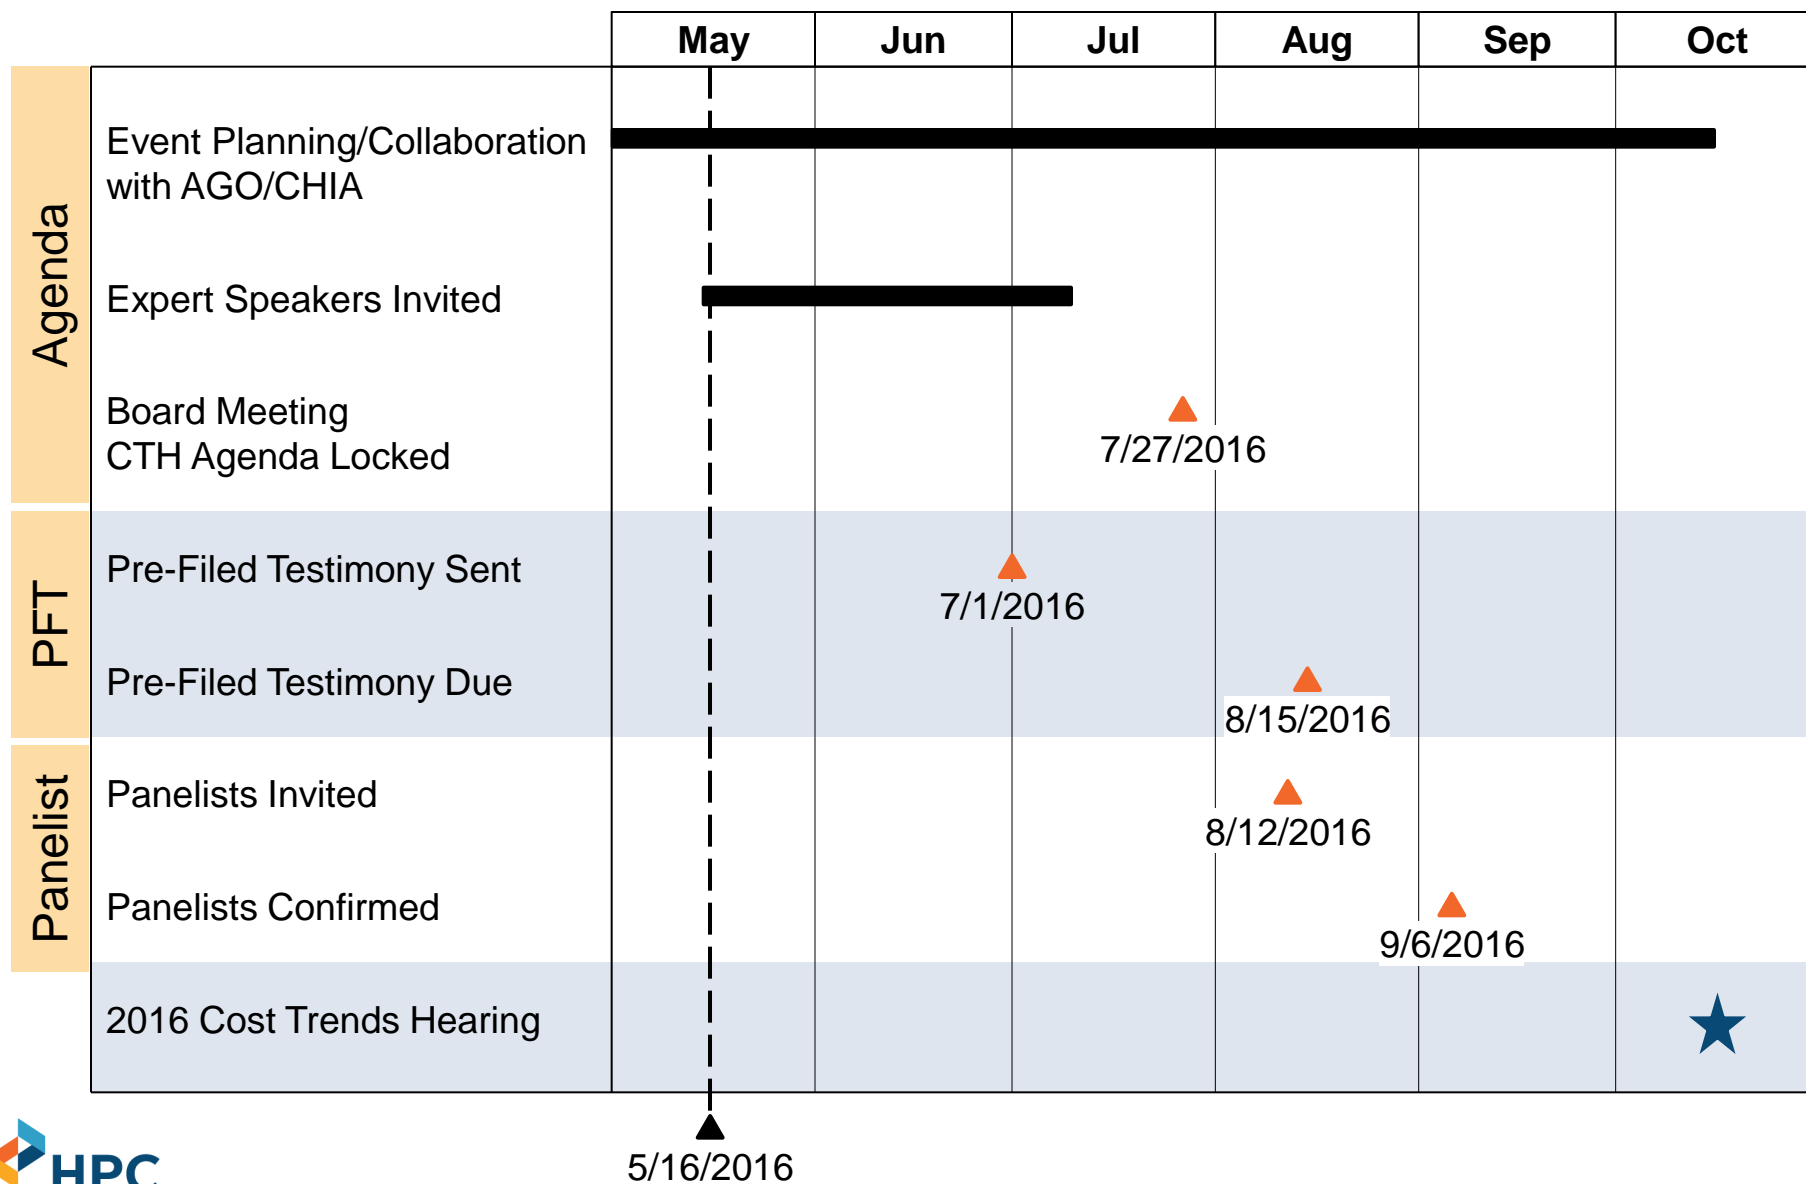 May Jun Jul Aug Sep Oct
Agenda
Event Planning/Collaboration
with AGO/CHIA
Expert Speakers Invited
Board Meeting
CTH Agenda Locked
7/27/2016
PFT
Pre-Filed Testimony Sent
7/1/2016
Pre-Filed Testimony Due
8/15/2016
Panelist
Panelists Invited
8/12/2016
Panelists Confirmed
9/6/2016
2016 Cost Trends Hearing
5/16/2016
HPC